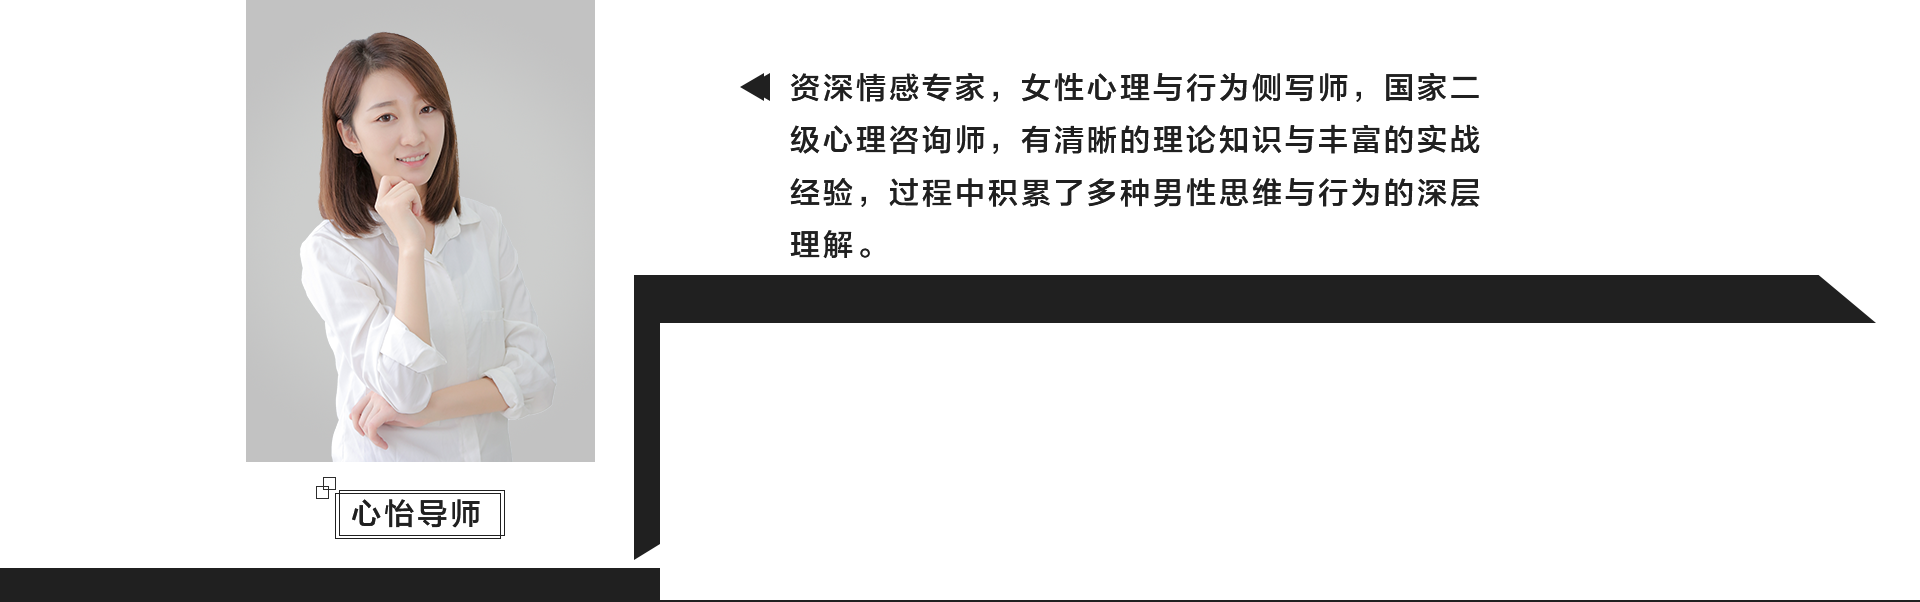 资深情感专家，女性心理与行为侧写师，国家二
级心理咨询师，有清晰的理论知识与丰富的实战
经验，过程中积累了多种男性思维与行为的深层
理解。
心怡导师